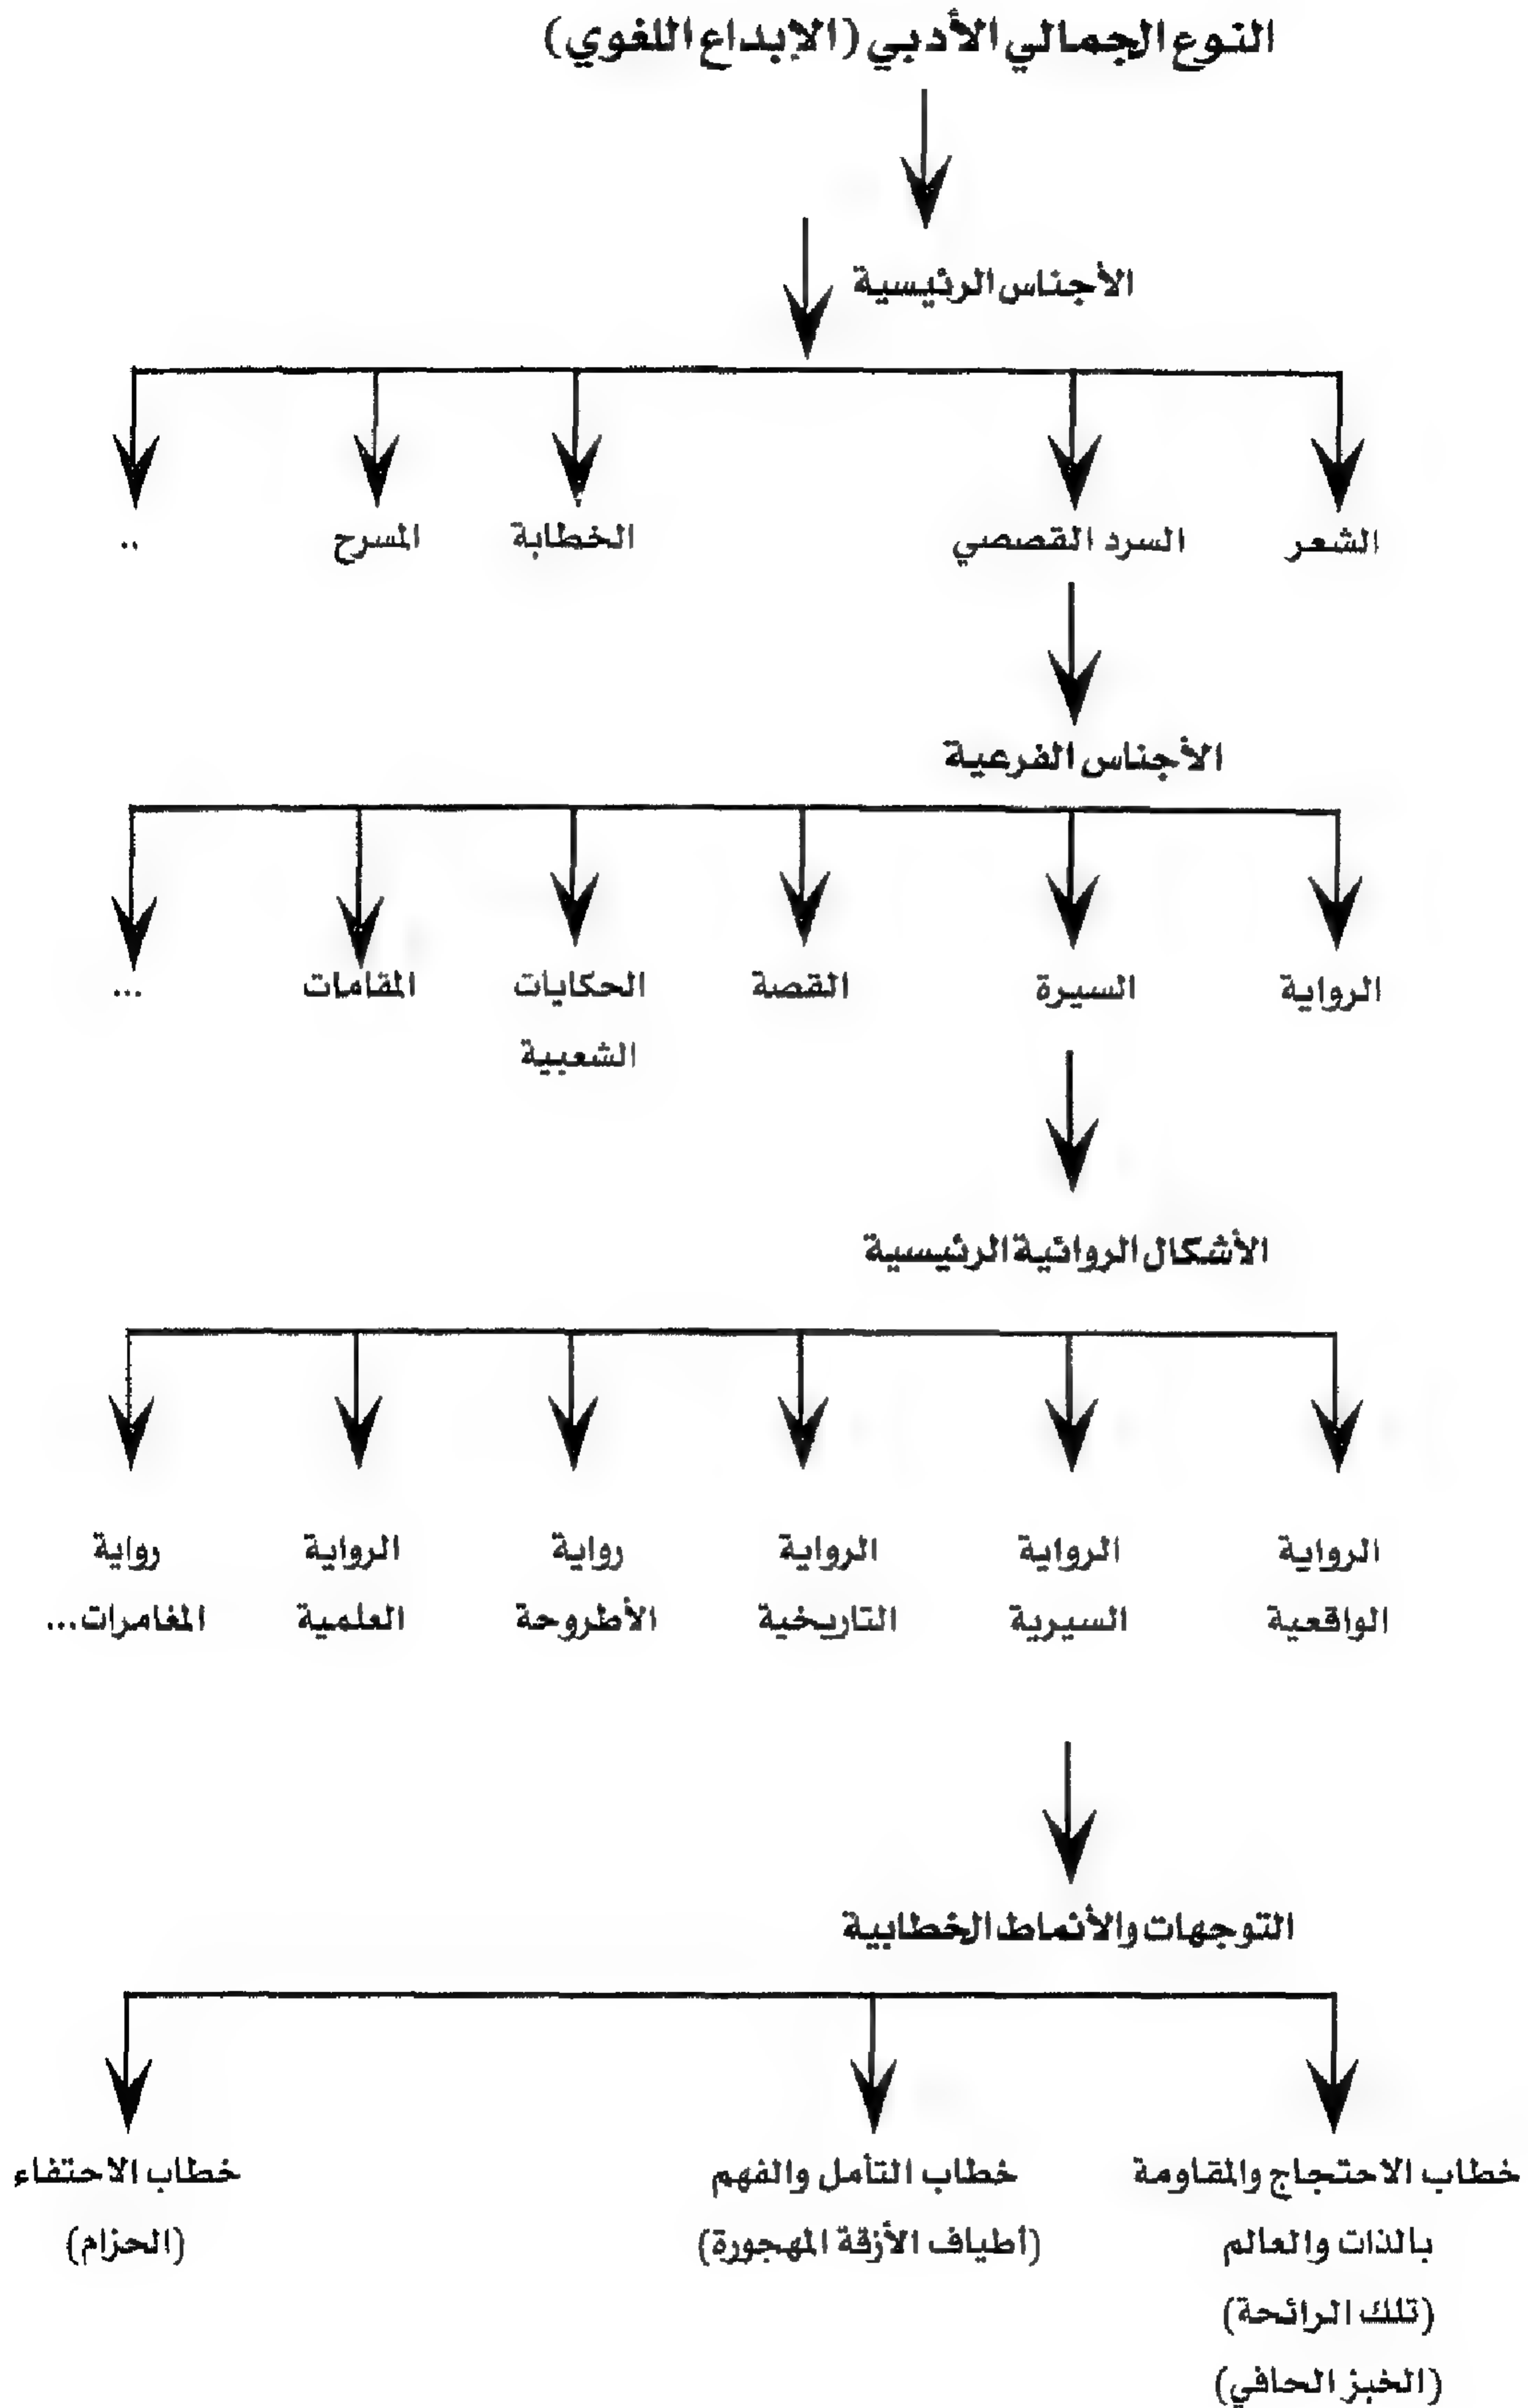 النوع الجمالي الأدبي (الإبداع اللغوي)
الأجناس الرئيسية
الشعر
السرد القصصي
الخطابة
المسرح
..
الأجناس الفرعية
الرواية
السيرة
القصة
الحكايات
الشعبية
المقامات
...
الأشكال الروائية الرئيسية
الرواية
الواقعية
الرواية
السيرية
الرواية
التاريخية
رواية
الأطروحة
الرواية
العلمية
رواية
المغامرات...
التوجهات والأنماط الخطابية
خطاب الاحتجاج والمقاومة
بالذات والعالم
(تلك الرائحة)
(الخبز الحافي)
خطاب التأمل والفهم
(أطياف الأزقة المهجورة)
خطاب الاحتفاء
(الحزام)